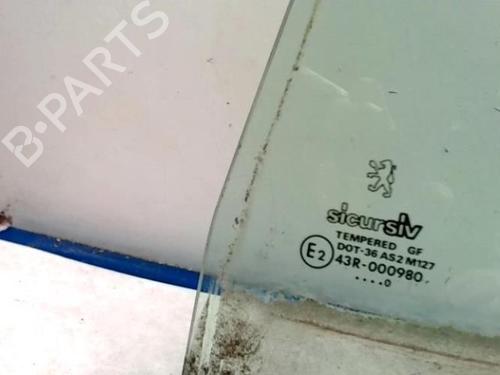 B-PARTS
sicursiv
TEMPERED GF
DOT-36 AS2 M127
E2 43R-000980
....0